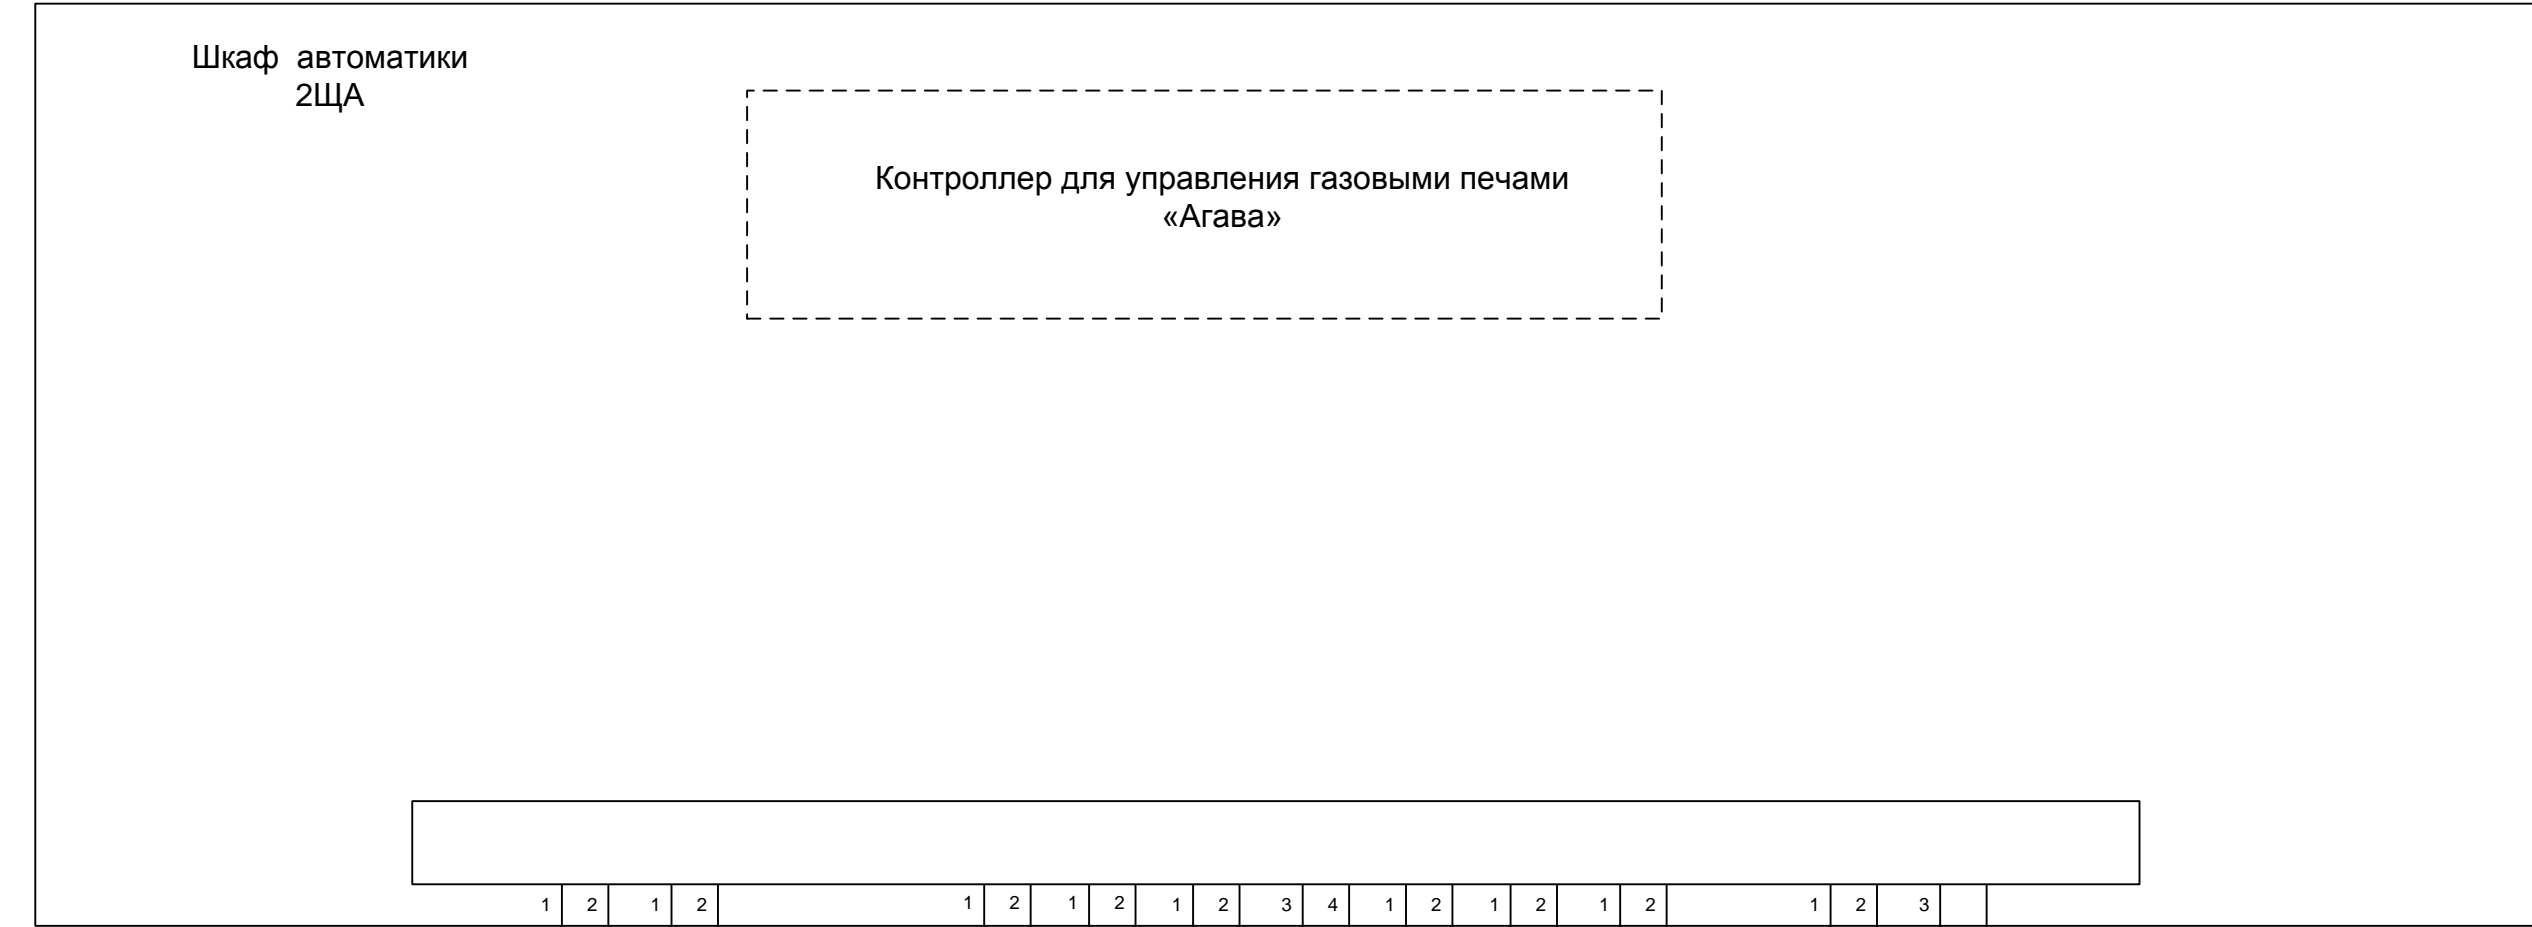 Шкаф автоматики
2ЩА
Контроллер для управления газовыми печами
«Агава»
1 2 1 2 1 2 1 2 1 2 3 4 1 2 1 2 1 2 1 2 3